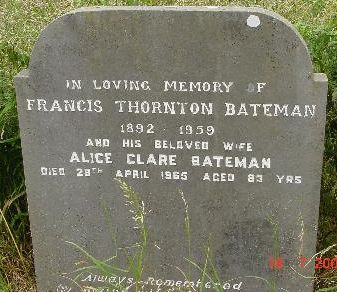 IN LOVING MEMORY OF
FRANCIS THORNTON BATEMAN
1892 - 1959
AND HIS BELOVED WIFE
ALICE CLARE BATEMAN
DIED 28TH APRIL 1965 AGED 83 YRS
Always Remembered